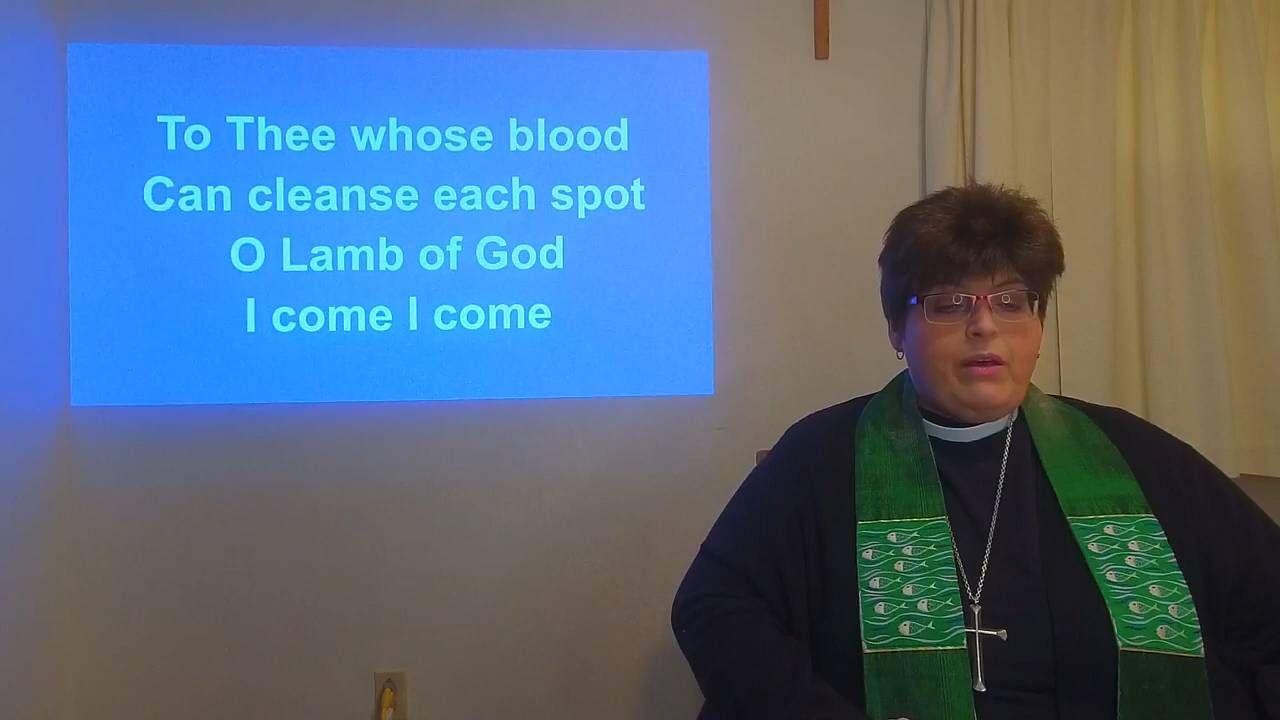 To Thee whose blood
Can cleanse each spot
O Lamb of God
I come I come